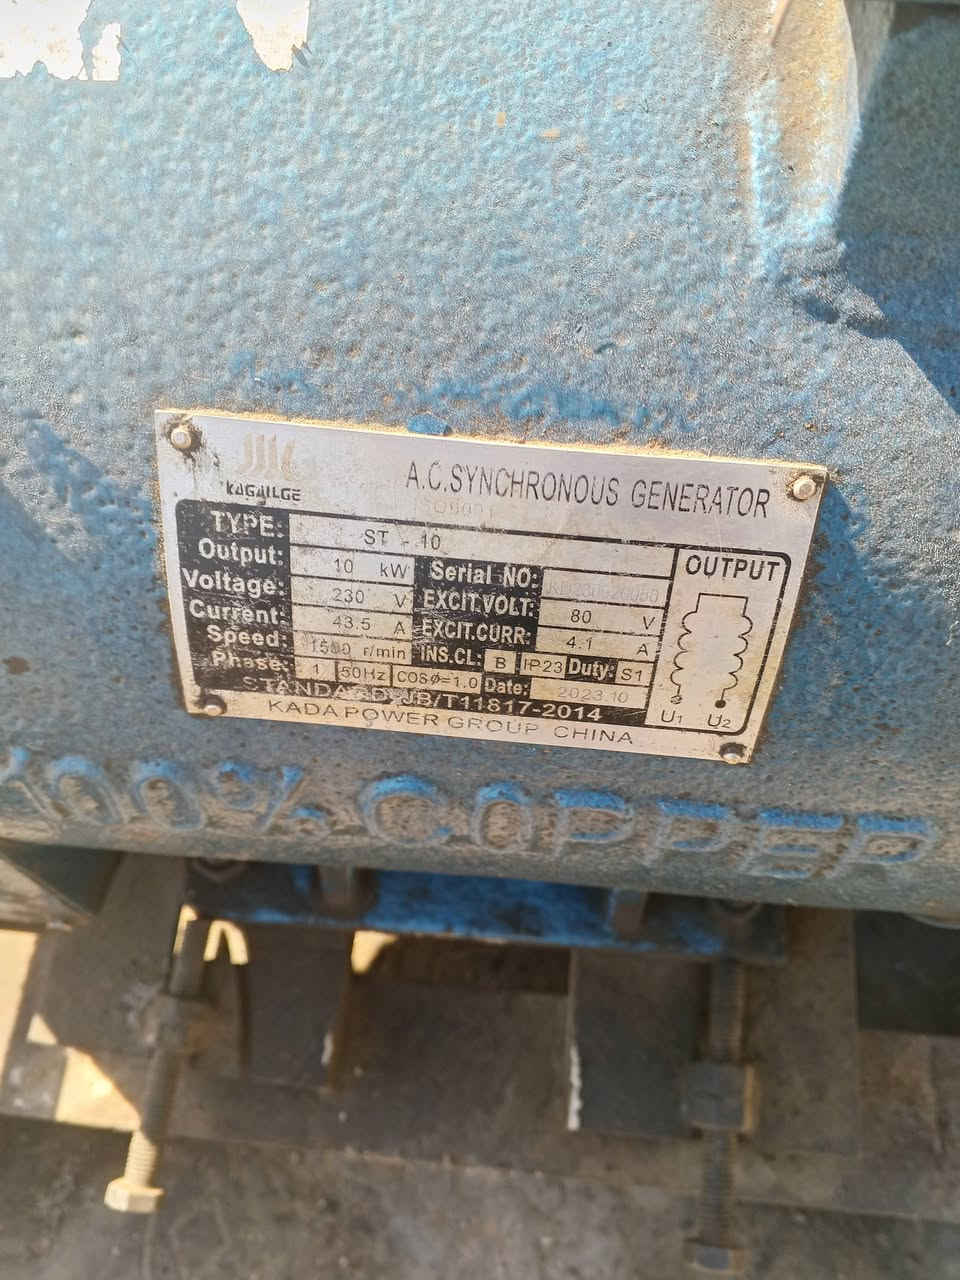 KAGAILGE
A.C.SYNCHRONOUS GENERATOR
ISO9001
TYPE: ST - 10
Output: 10 kW Serial NO:
Voltage: 230 V EXCIT.VOLT: 80 V
Current: 43.5 A EXCIT.CURR: 4.1 A
Speed: 1500 r/min INS.CL: B IP23 Duty: S1
Phase: 1 50Hz COSØ=1.0 Date: 2023.10
STANDARD: JB/T11817-2014
KADA POWER GROUP CHINA
OUTPUT
U1 U2
100% COPPER